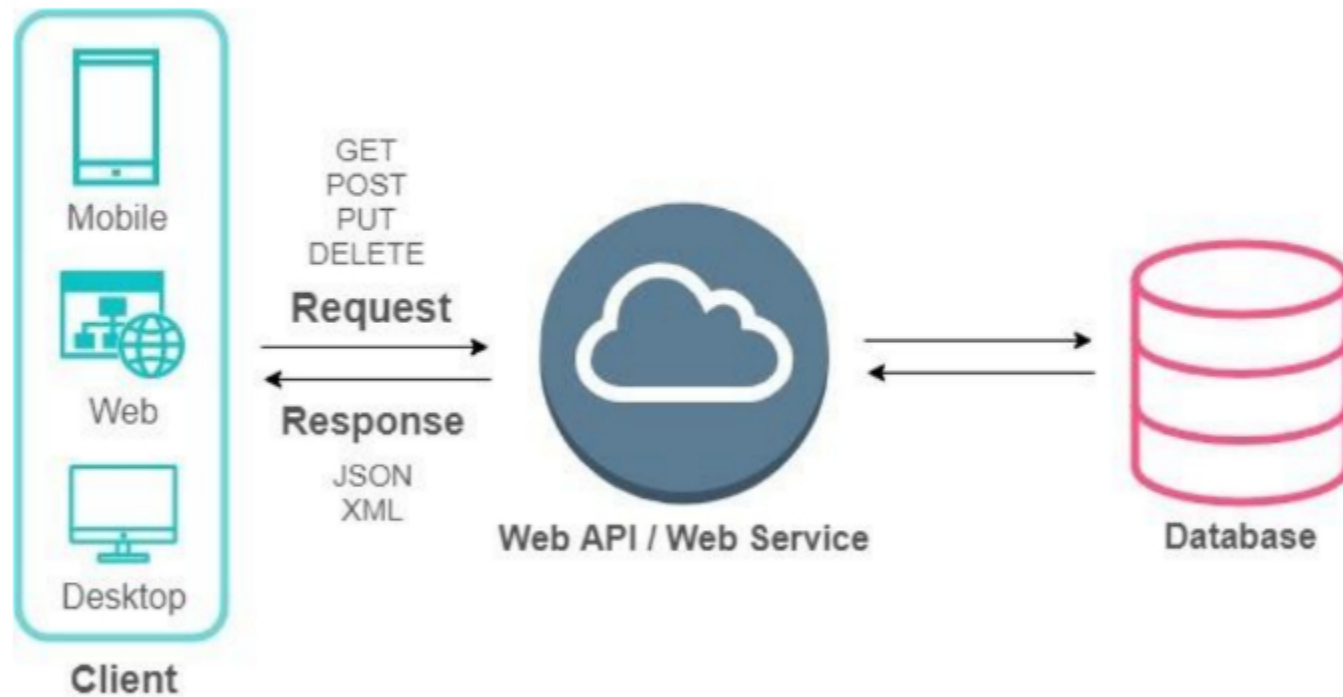 Mobile
Web
Desktop
Client
GET
POST
PUT
DELETE
Request
Response
JSON
XML
Web API / Web Service
Database